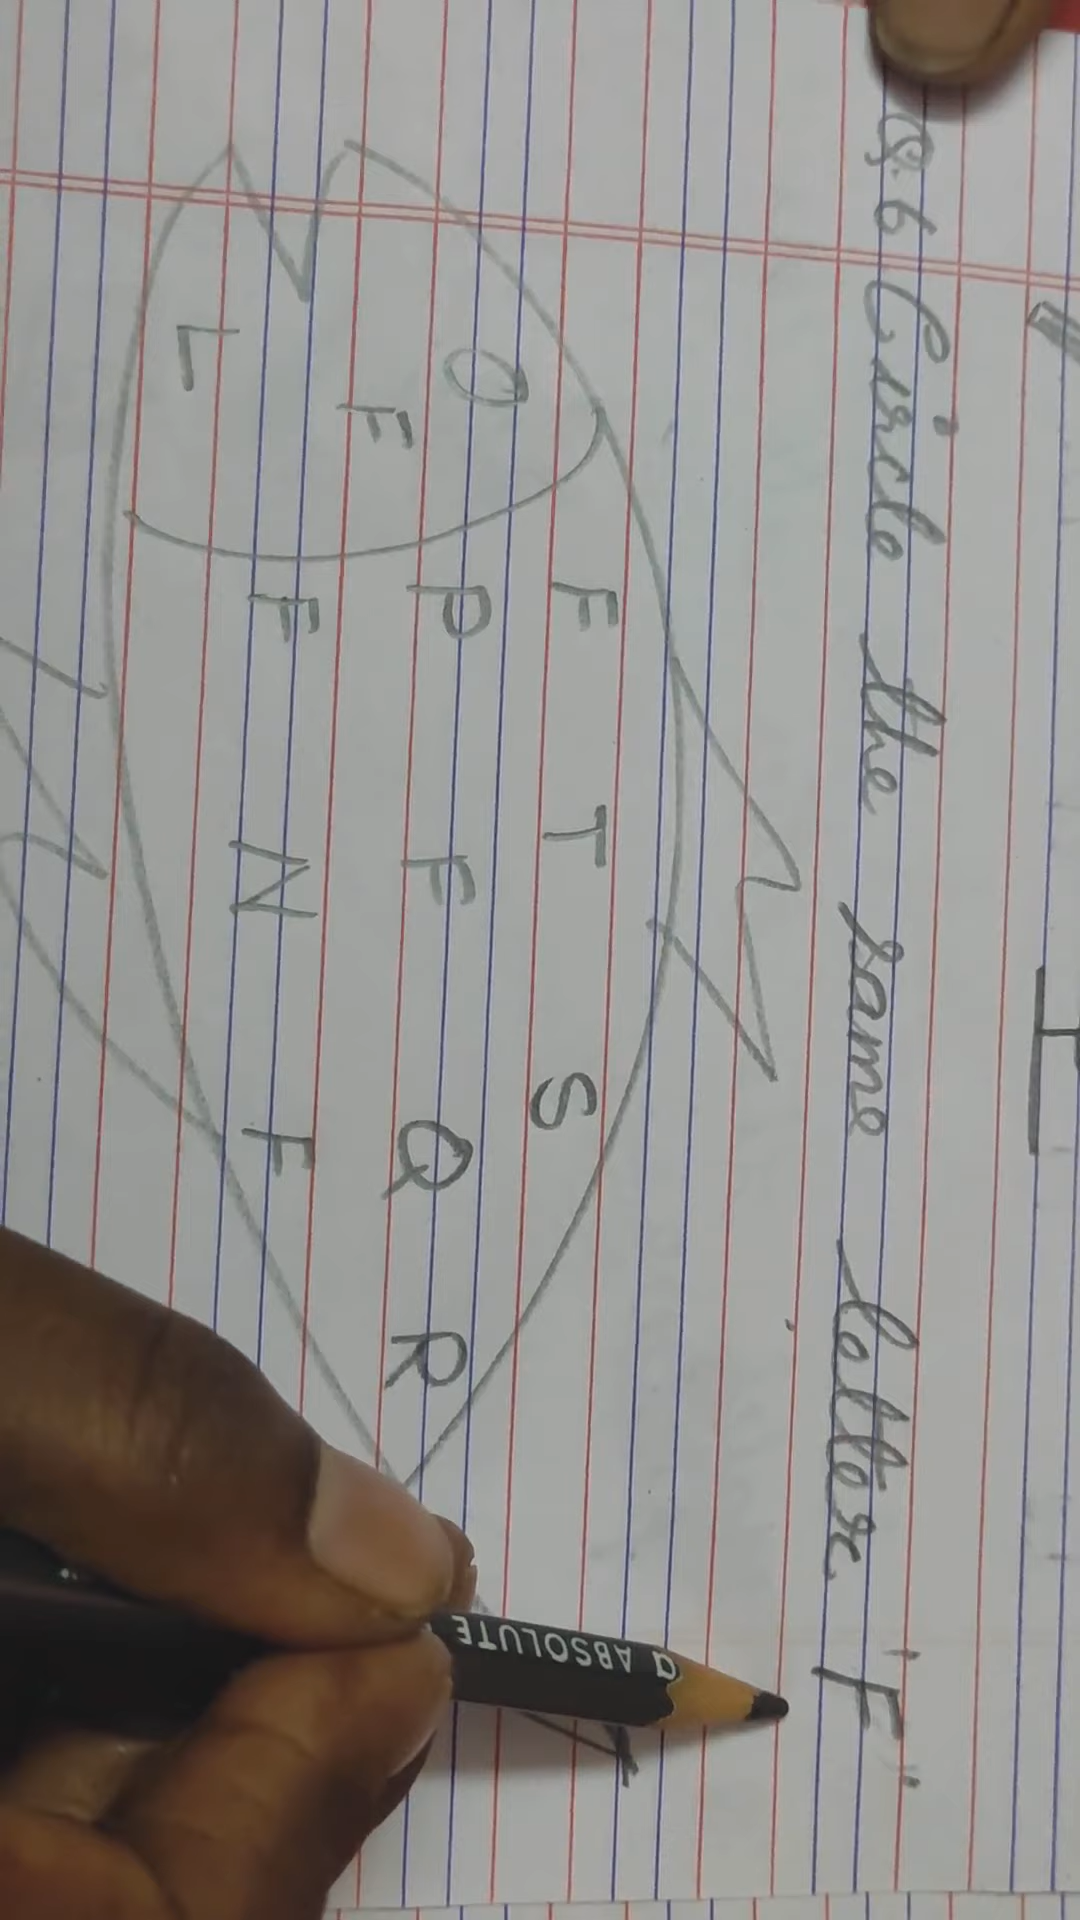 Q.6 Circle the same letter "F"
F T S
O
P F Q R
F
F N F
L
α ABSOLUTE